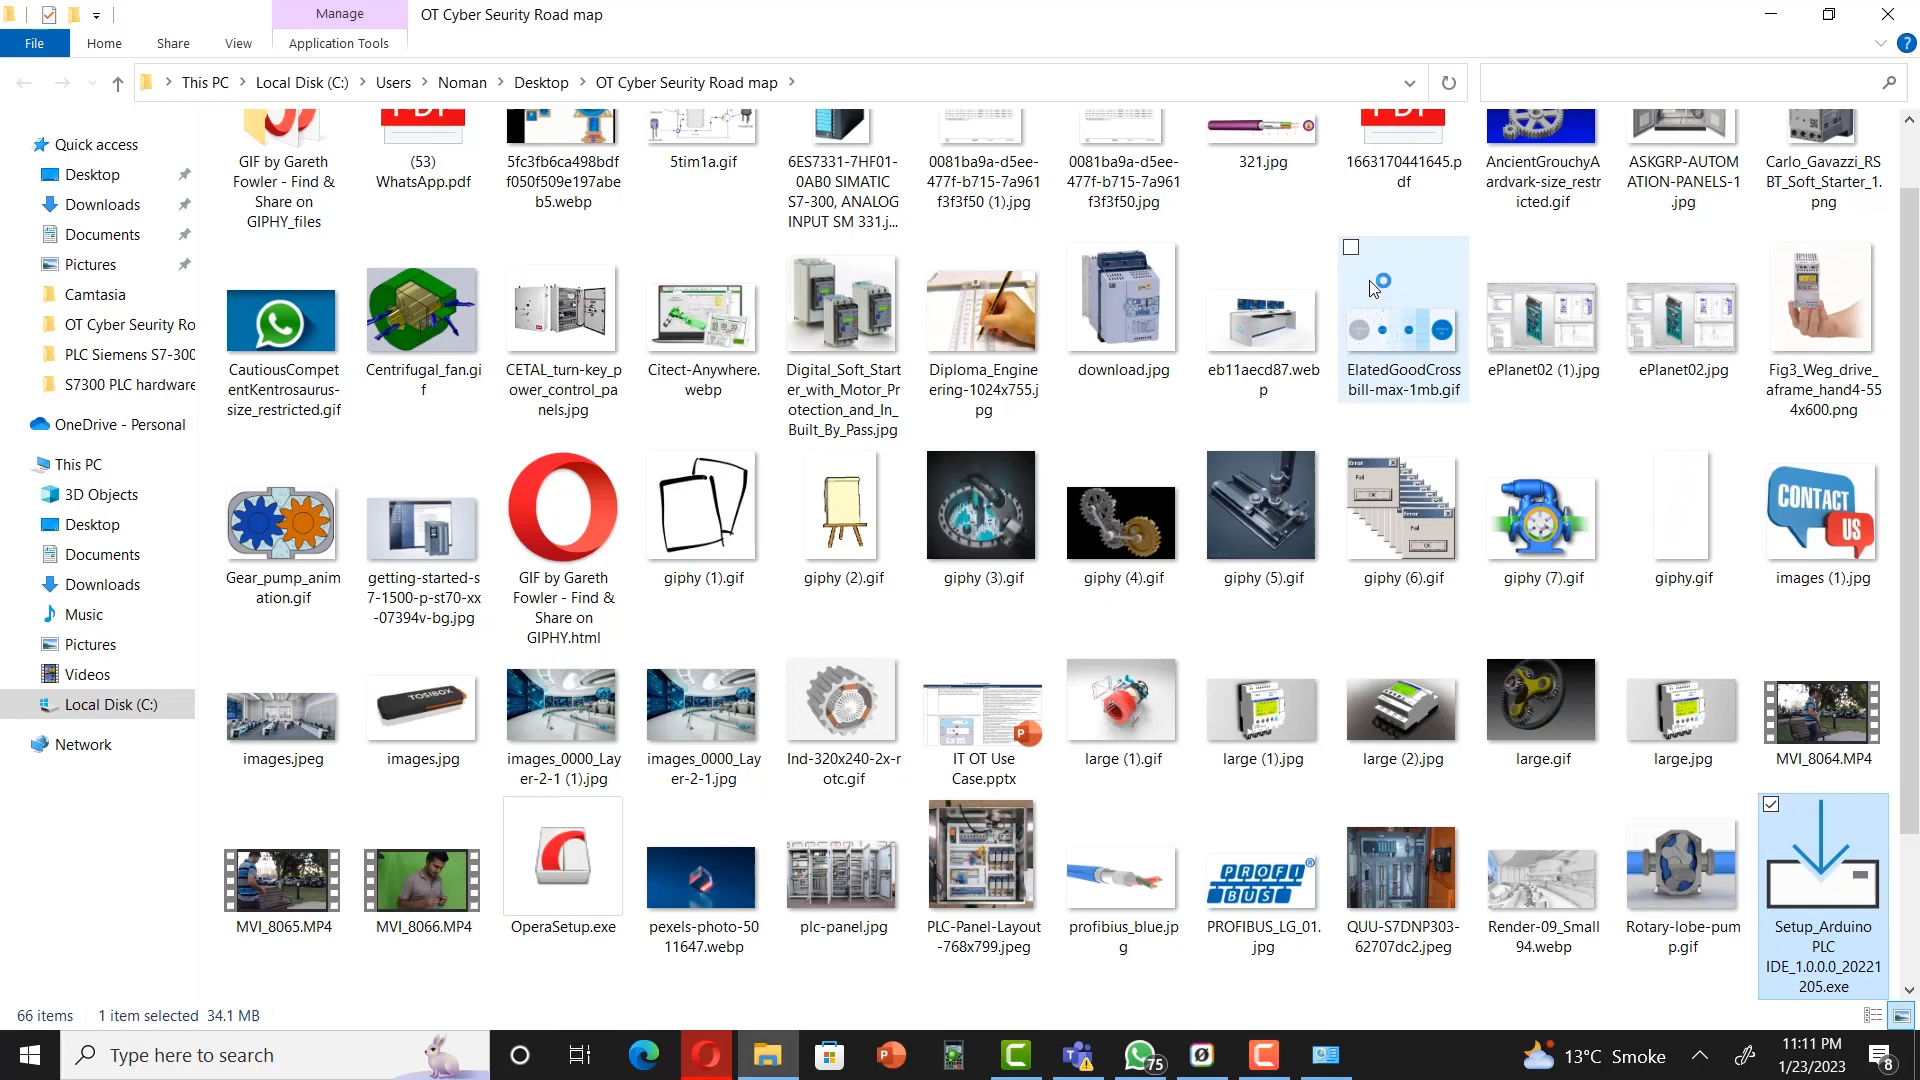 Manage
OT Cyber Seurity Road map
File
Home
Share
View
Application Tools
This PC
Local Disk (C:)
Users
Noman
Desktop
OT Cyber Seurity Road map
Quick access
Desktop
Downloads
Documents
Pictures
Camtasia
OT Cyber Seurity Ro
PLC Siemens S7-300
S7300 PLC hardware
OneDrive - Personal
This PC
3D Objects
Desktop
Documents
Downloads
Music
Pictures
Videos
Local Disk (C:)
Network
GIF by Gareth
Fowler - Find &
Share on
GIPHY_files
PDF
(53)
WhatsApp.pdf
5fc3fb6ca498bdf
f050f509e197abe
b5.webp
5tim1a.gif
6ES7331-7HF01-
0AB0 SIMATIC
S7-300, ANALOG
INPUT SM 331.j...
0081ba9a-d5ee-
477f-b715-7a961
f3f3f50 (1).jpg
0081ba9a-d5ee-
477f-b715-7a961
f3f3f50.jpg
321.jpg
PDF
1663170441645.p
df
AncientGrouchyA
ardvark-size_restr
icted.gif
ASKGRP-AUTOM
ATION-PANELS-1
.jpg
Carlo_Gavazzi_RS
BT_Soft_Starter_1.
png
CautiousCompet
entKentrosaurus-
size_restricted.gif
Centrifugal_fan.gi
f
CETAL_turn-key_p
ower_control_pa
nels.jpg
Citect-Anywhere.
webp
Digital_Soft_Start
er_with_Motor_Pr
otection_and_In_
Built_By_Pass.jpg
Diploma_Engine
ering-1024x755.j
pg
download.jpg
eb11aecd87.web
p
ElatedGoodCross
bill-max-1mb.gif
ePlanet02 (1).jpg
ePlanet02.jpg
Fig3_Weg_drive_
aframe_hand4-55
4x600.png
Gear_pump_anim
ation.gif
getting-started-s
7-1500-p-st70-xx
-07394v-bg.jpg
GIF by Gareth
Fowler - Find &
Share on
GIPHY.html
giphy (1).gif
giphy (2).gif
giphy (3).gif
giphy (4).gif
giphy (5).gif
Error
Fail
OK
Error
Fail
OK
giphy (6).gif
giphy (7).gif
giphy.gif
CONTACT
US
images (1).jpg
images.jpeg
TOSIBOX
images.jpg
images_0000_Lay
er-2-1 (1).jpg
images_0000_Lay
er-2-1.jpg
Ind-320x240-2x-r
otc.gif
IT OT Use
Case.pptx
large (1).gif
large (1).jpg
large (2).jpg
large.gif
large.jpg
MVI_8064.MP4
MVI_8065.MP4
MVI_8066.MP4
OperaSetup.exe
pexels-photo-50
11647.webp
plc-panel.jpg
PLC-Panel-Layout
-768x799.jpeg
profibius_blue.jp
g
PROFI
BUS
PROFIBUS_LG_01.
jpg
QUU-S7DNP303-
62707dc2.jpeg
Render-09_Small
94.webp
Rotary-lobe-pum
p.gif
Setup_Arduino
PLC
IDE_1.0.0.0_20221
205.exe
66 items
1 item selected 34.1 MB
Type here to search
75
13°C Smoke
11:11 PM
1/23/2023
8